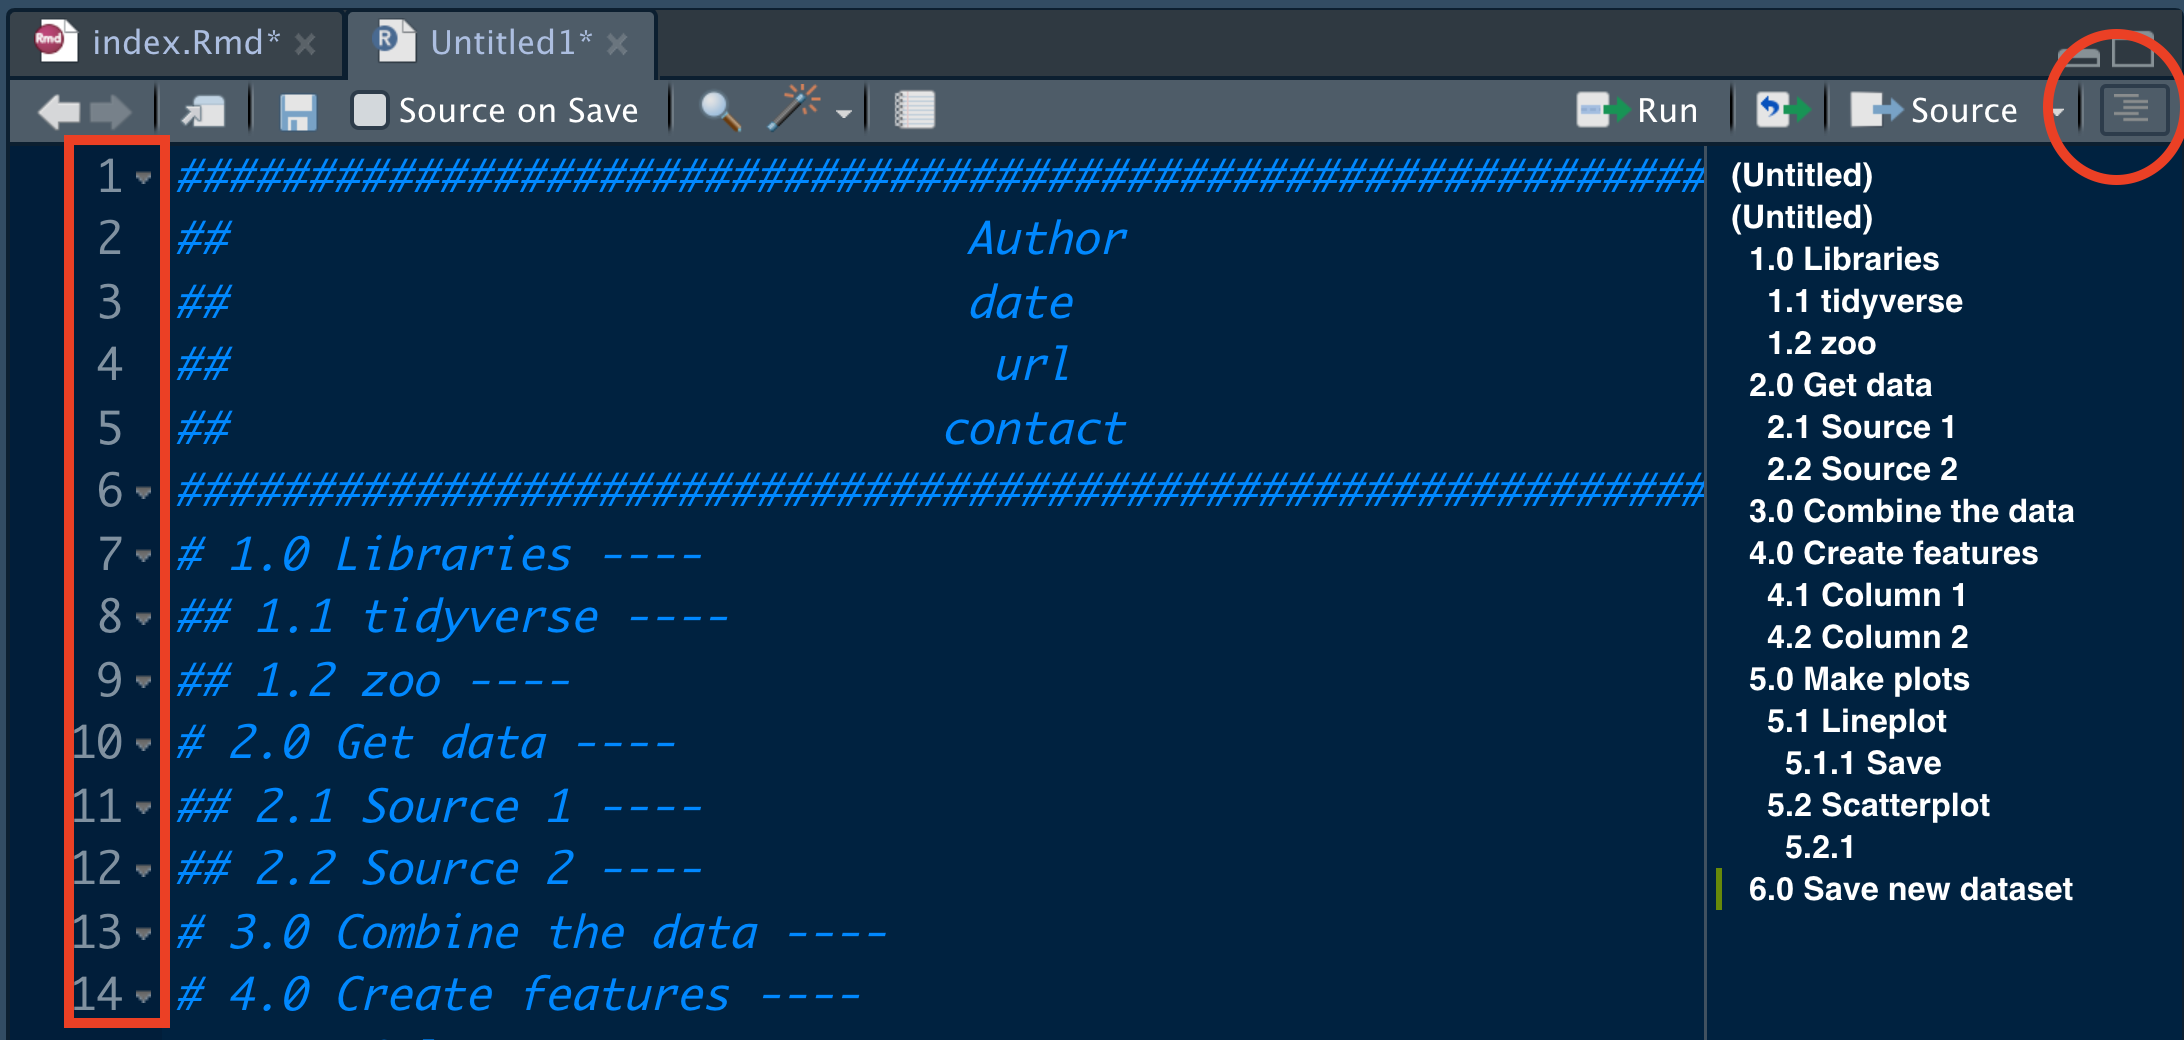 Rmd index.Rmd* × R Untitled1* ×
Source on Save Run Source
1 ##########################################################
2 ## Author
3 ## date
4 ## url
5 ## contact
6 ##########################################################
7 # 1.0 Libraries ----
8 ## 1.1 tidyverse ----
9 ## 1.2 zoo ----
10 # 2.0 Get data ----
11 ## 2.1 Source 1 ----
12 ## 2.2 Source 2 ----
13 # 3.0 Combine the data ----
14 # 4.0 Create features ----
(Untitled)
(Untitled)
1.0 Libraries
1.1 tidyverse
1.2 zoo
2.0 Get data
2.1 Source 1
2.2 Source 2
3.0 Combine the data
4.0 Create features
4.1 Column 1
4.2 Column 2
5.0 Make plots
5.1 Lineplot
5.1.1 Save
5.2 Scatterplot
5.2.1
6.0 Save new dataset